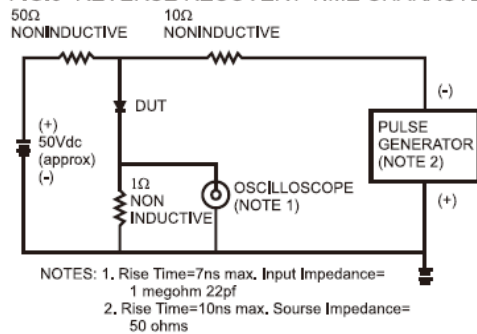 50Ω
NONINDUCTIVE
10Ω
NONINDUCTIVE
DUT
(+)
50Vdc
(approx)
(-)
1Ω
NON
INDUCTIVE
OSCILLOSCOPE
(NOTE 1)
(-)
PULSE
GENERATOR
(NOTE 2)
(+)
NOTES: 1. Rise Time=7ns max. Input Impedance=
1 megohm 22pf
2. Rise Time=10ns max. Sourse Impedance=
50 ohms